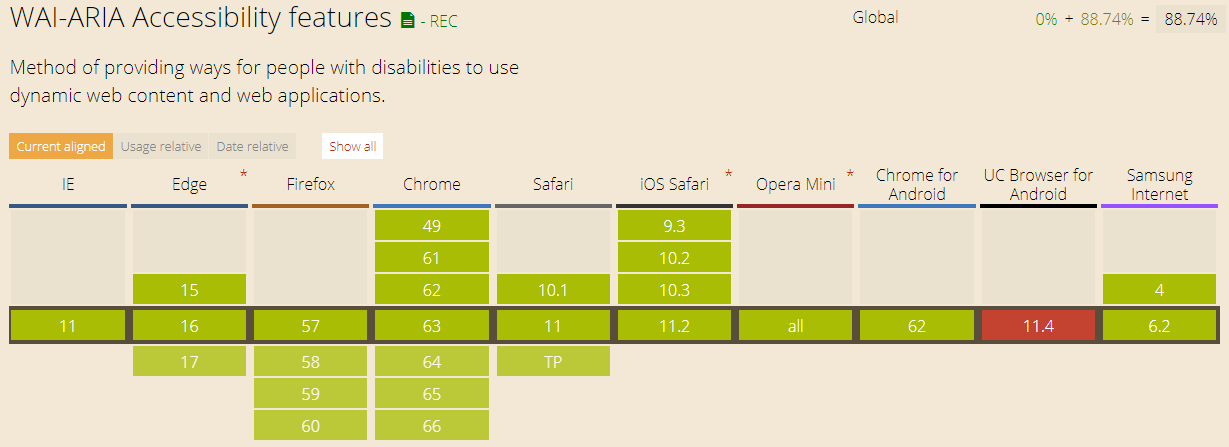 WAI-ARIA Accessibility features - REC
Global 0% + 88.74% = 88.74%
Method of providing ways for people with disabilities to use
dynamic web content and web applications.
Current aligned Usage relative Date relative Show all
IE Edge * Firefox Chrome Safari iOS Safari * Opera Mini * Chrome for Android UC Browser for Android Samsung Internet
49 9.3
61 10.2
15 62 10.1 10.3 4
11 16 57 63 11 11.2 all 62 11.4 6.2
17 58 64 TP
59 65
60 66